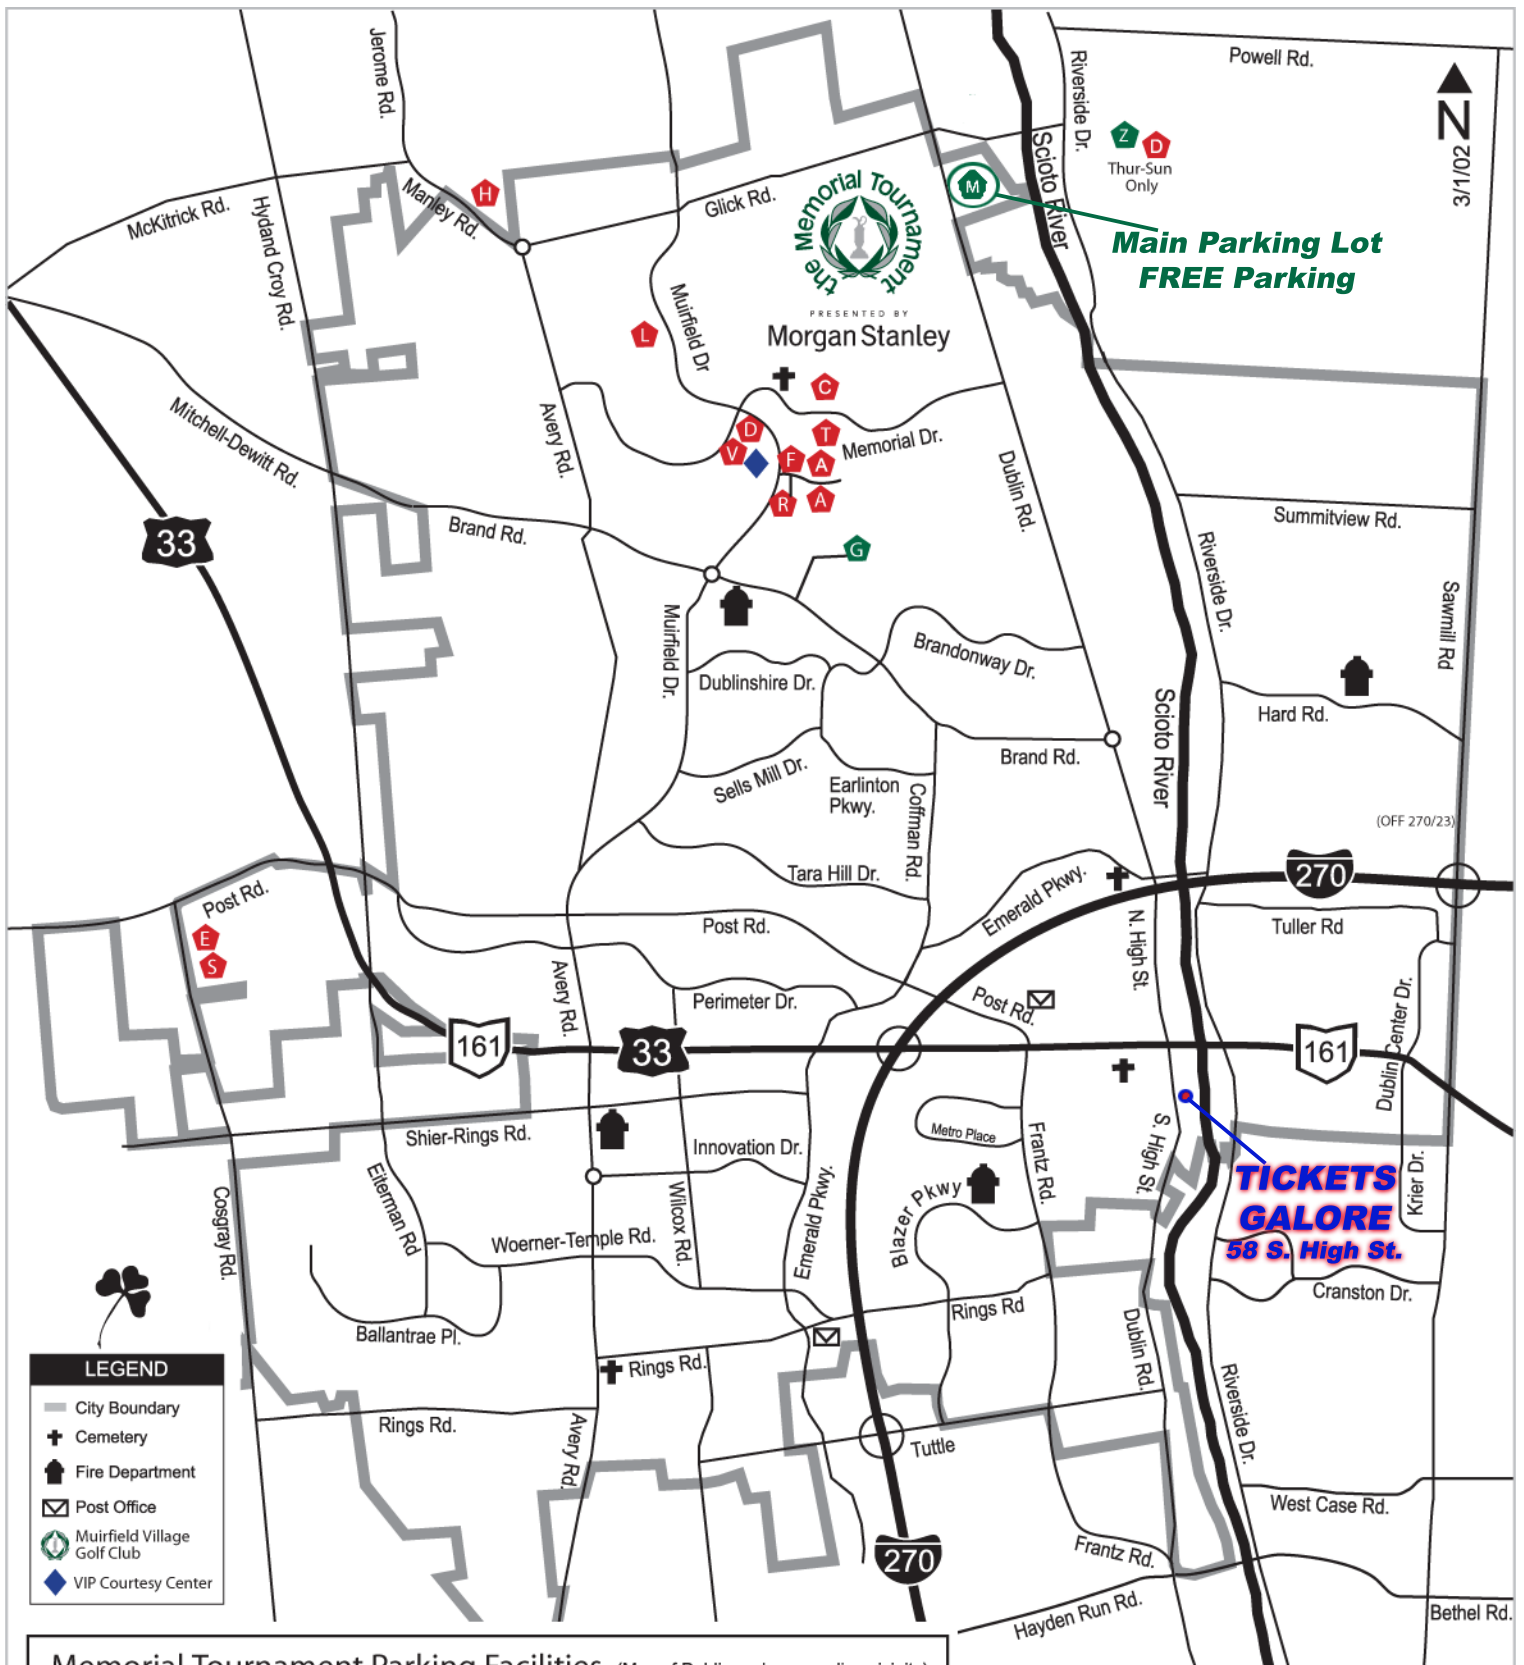 Powell Rd.
Jerome Rd.
Riverside Dr.
N
3/1/02
Z
D
Thur-Sun
Only
Scioto River
H
Manley Rd.
McKitrick Rd.
Hydand Croy Rd.
Glick Rd.
the Memorial Tournament
PRESENTED BY
Morgan Stanley
M
Main Parking Lot
FREE Parking
Muirfield Dr
L
C
D
T
V
F
A
R
A
G
Memorial Dr.
Mitchell-Dewitt Rd.
Avery Rd.
Dublin Rd.
33
Brand Rd.
Summitview Rd.
Riverside Dr.
Sawmill Rd
Muirfield Dr.
Brandonway Dr.
Dublinshire Dr.
Scioto River
Hard Rd.
Brand Rd.
Sells Mill Dr.
Earlinton
Pkwy.
Coffman Rd.
(OFF 270/23)
Tara Hill Dr.
Emerald Pkwy.
270
Post Rd.
E
S
Post Rd.
N. High St.
Tuller Rd
Avery Rd.
Perimeter Dr.
Post Rd.
Dublin Center Dr.
161
33
161
Shier-Rings Rd.
Innovation Dr.
Metro Place
Frantz Rd.
S. High St.
TICKETS
GALORE
58 S. High St.
Krier Dr.
Cosgray Rd.
Eiterman Rd
Woerner-Temple Rd.
Wilcox Rd.
Emerald Pkwy.
Blazer Pkwy
Ballantrae Pl.
Rings Rd
Cranston Dr.
Dublin Rd.
Rings Rd.
Rings Rd.
Avery Rd.
Tuttle
Riverside Dr.
West Case Rd.
270
Frantz Rd.
Hayden Run Rd.
Bethel Rd.
LEGEND
City Boundary
Cemetery
Fire Department
Post Office
Muirfield Village
Golf Club
VIP Courtesy Center
Memorial Tournament Parking Facilities